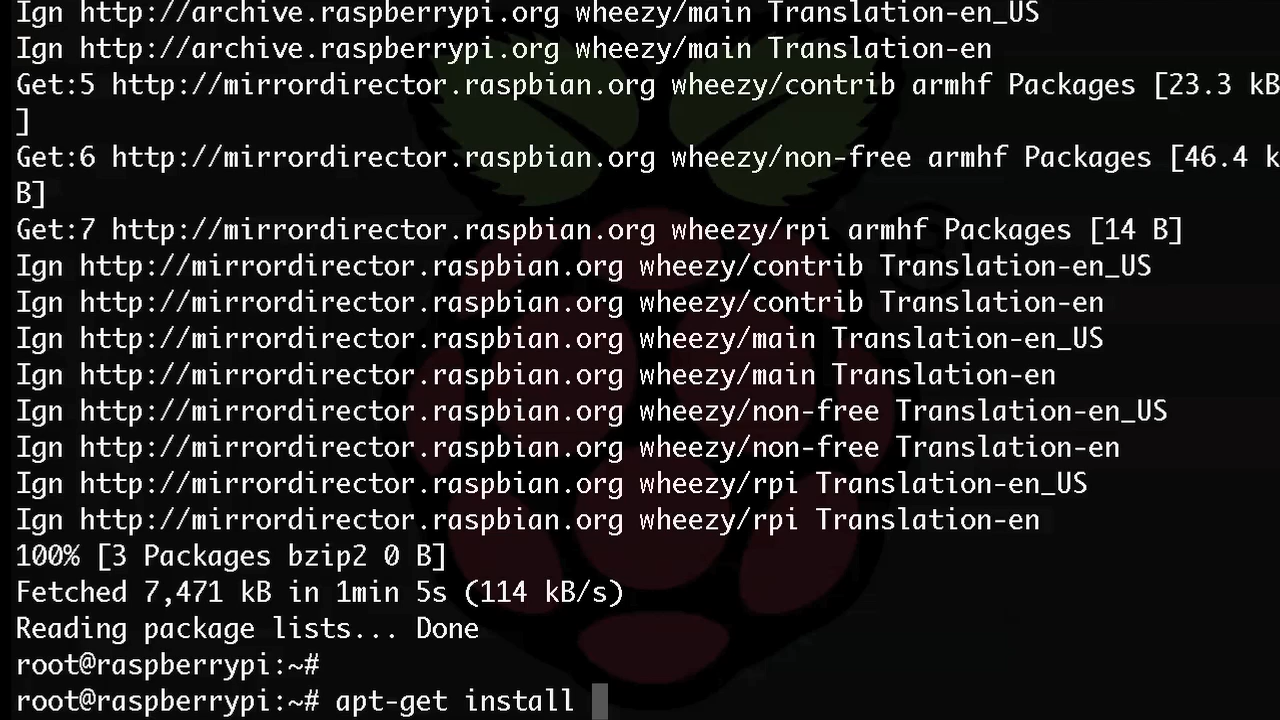 Ign http://archive.raspberrypi.org wheezy/main Translation-en_US
Ign http://archive.raspberrypi.org wheezy/main Translation-en
Get:5 http://mirrordirector.raspbian.org wheezy/contrib armhf Packages [23.3 kB
]
Get:6 http://mirrordirector.raspbian.org wheezy/non-free armhf Packages [46.4 k
B]
Get:7 http://mirrordirector.raspbian.org wheezy/rpi armhf Packages [14 B]
Ign http://mirrordirector.raspbian.org wheezy/contrib Translation-en_US
Ign http://mirrordirector.raspbian.org wheezy/contrib Translation-en
Ign http://mirrordirector.raspbian.org wheezy/main Translation-en_US
Ign http://mirrordirector.raspbian.org wheezy/main Translation-en
Ign http://mirrordirector.raspbian.org wheezy/non-free Translation-en_US
Ign http://mirrordirector.raspbian.org wheezy/non-free Translation-en
Ign http://mirrordirector.raspbian.org wheezy/rpi Translation-en_US
Ign http://mirrordirector.raspbian.org wheezy/rpi Translation-en
100% [3 Packages bzip2 0 B]
Fetched 7,471 kB in 1min 5s (114 kB/s)
Reading package lists... Done
root@raspberrypi:~#
root@raspberrypi:~# apt-get install